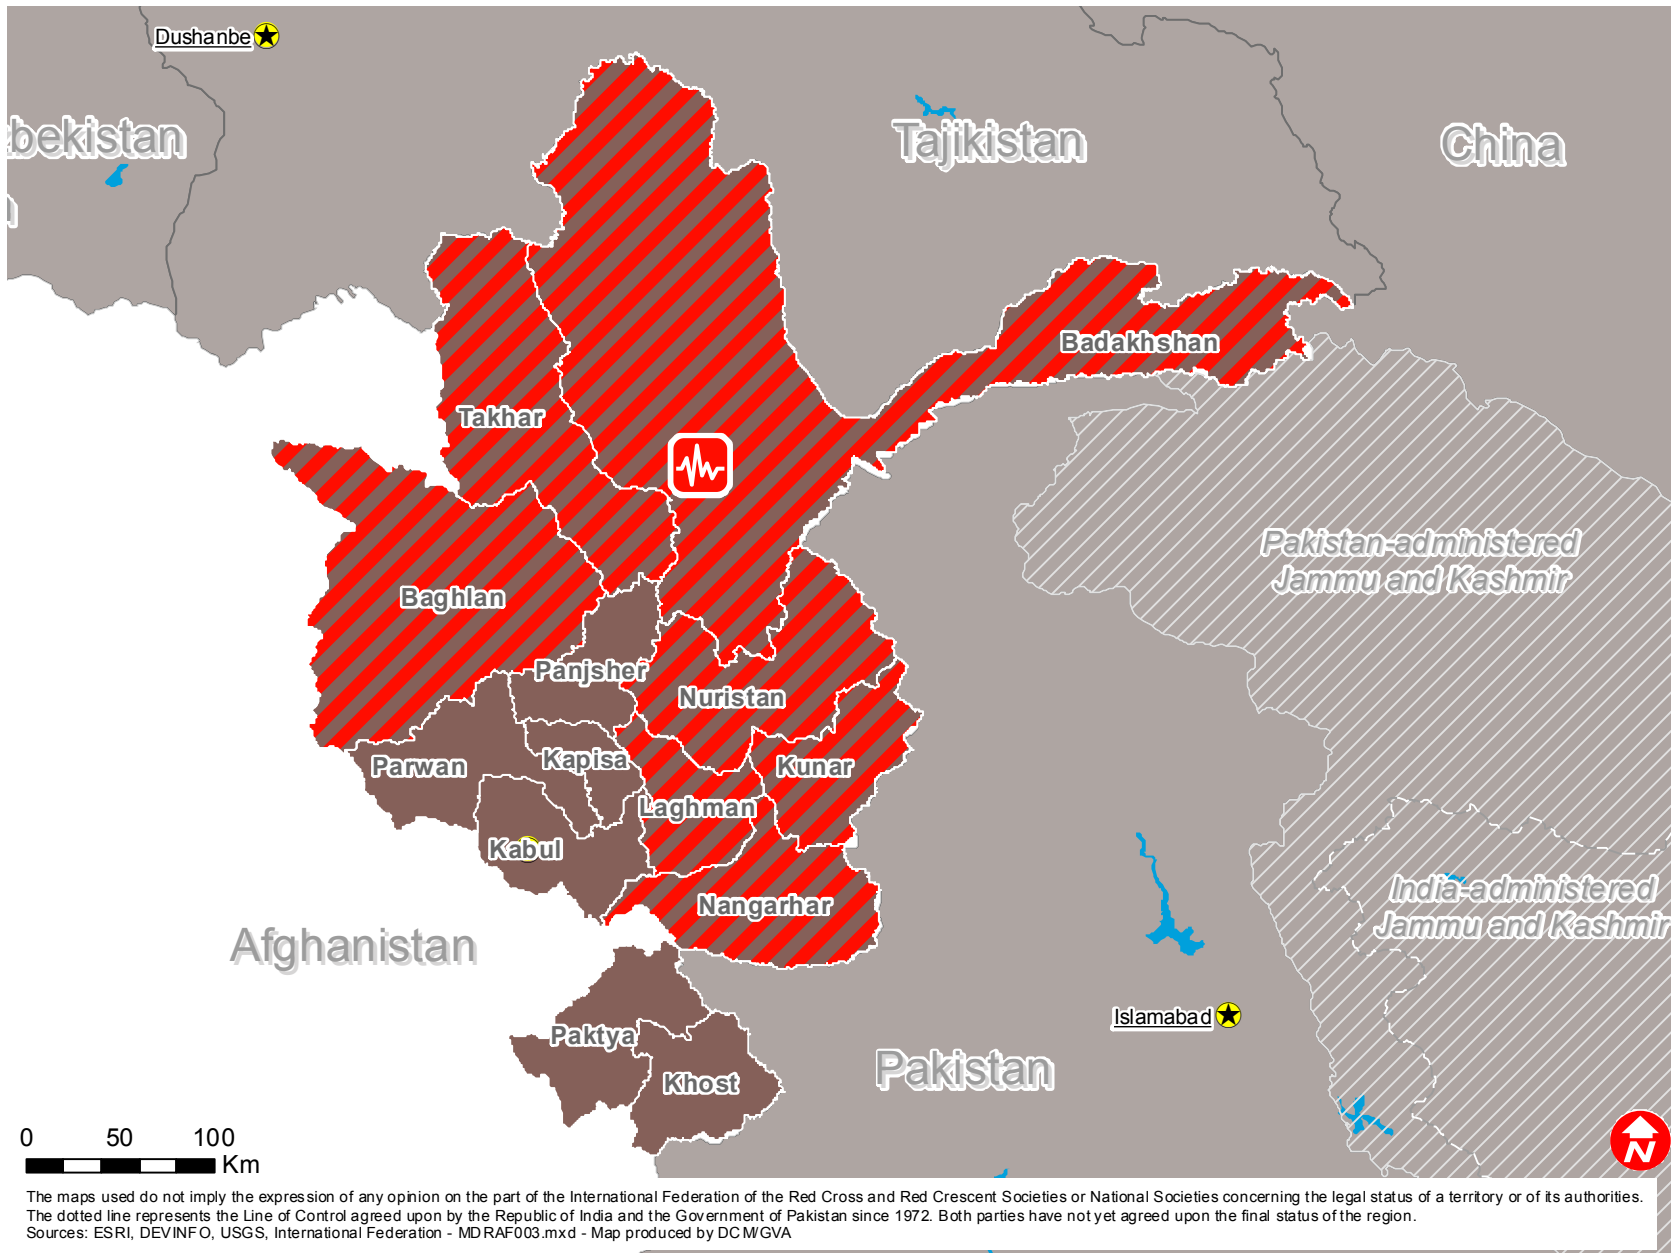 Dushanbe
bekistan
Tajikistan
China
Badakhshan
Takhar
Pakistan-administered
Jammu and Kashmir
Baghlan
Panjsher
Nuristan
Parwan
Kapisa
Kunar
Laghman
Kabul
India-administered
Jammu and Kashmir
Nangarhar
Afghanistan
Islamabad
Paktya
Pakistan
Khost
0 50 100
Km
N
The maps used do not imply the expression of any opinion on the part of the International Federation of the Red Cross and Red Crescent Societies or National Societies concerning the legal status of a territory or of its authorities.
The dotted line represents the Line of Control agreed upon by the Republic of India and the Government of Pakistan since 1972. Both parties have not yet agreed upon the final status of the region.
Sources: ESRI, DEVINFO, USGS, International Federation - MDRAF003.mxd - Map produced by DCM/GVA